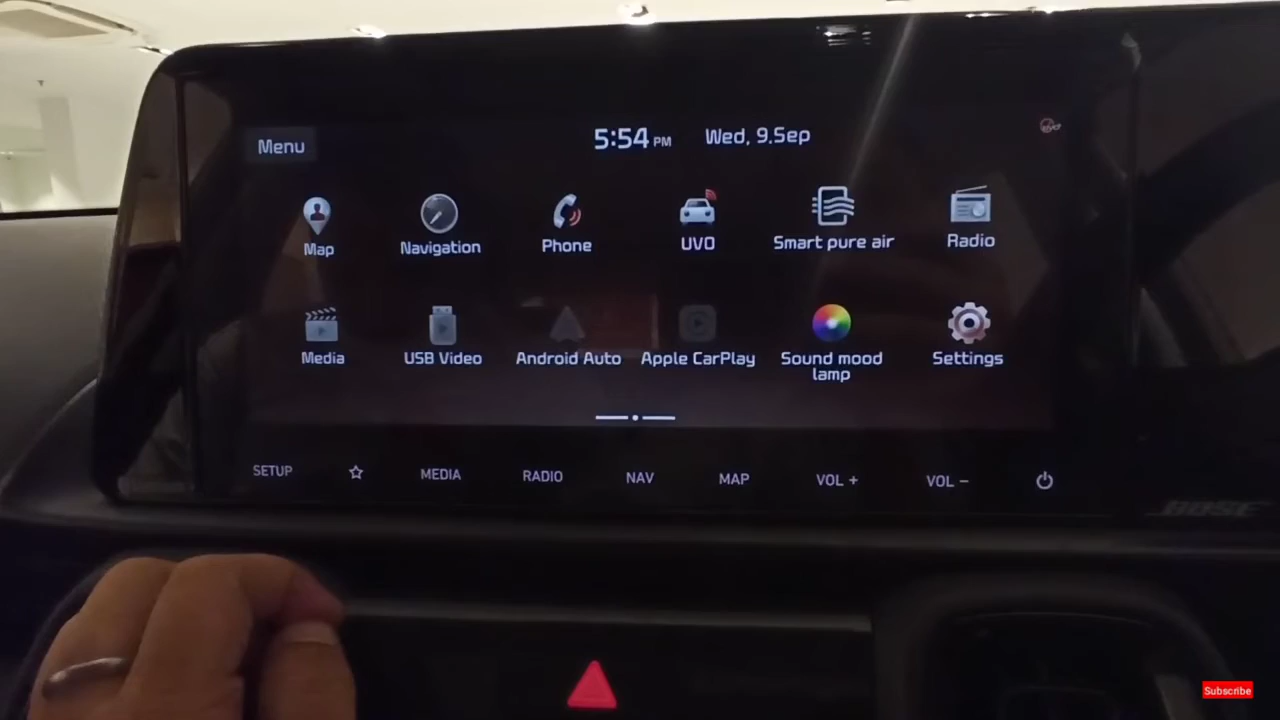 Menu
5:54 PM Wed, 9.Sep
Map
Navigation
Phone
UVO
Smart pure air
Radio
Media
USB Video
Android Auto
Apple CarPlay
Sound mood
lamp
Settings
SETUP
MEDIA
RADIO
NAV
MAP
VOL +
VOL −
BOSE
Subscribe